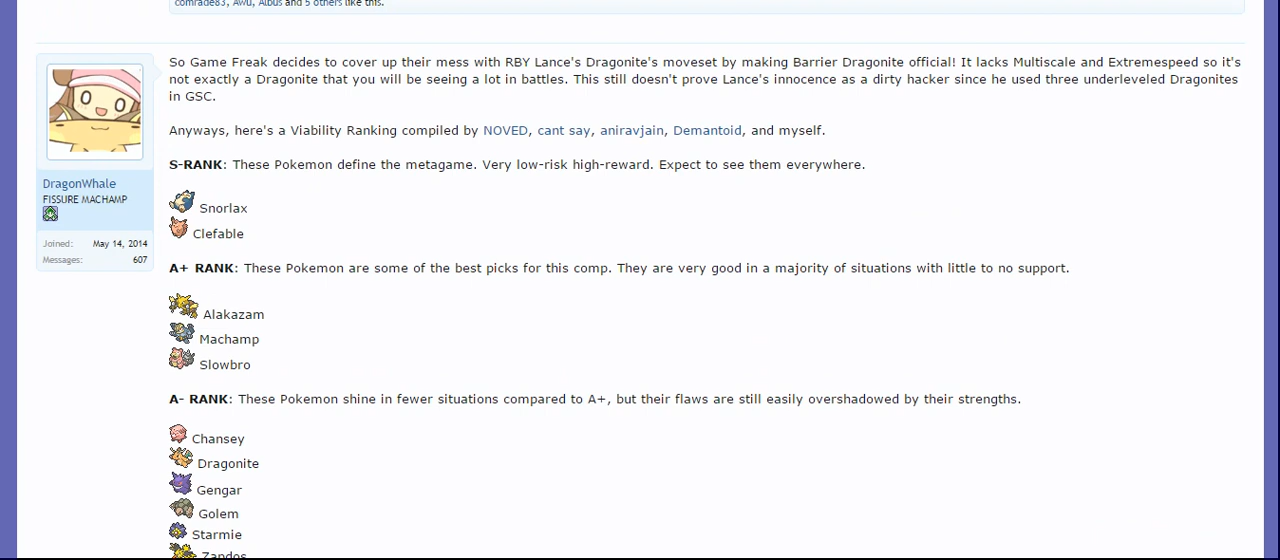 comrade83, Awu, Albus and 5 others like this.
So Game Freak decides to cover up their mess with RBY Lance's Dragonite's moveset by making Barrier Dragonite official! It lacks Multiscale and Extremespeed so it's
not exactly a Dragonite that you will be seeing a lot in battles. This still doesn't prove Lance's innocence as a dirty hacker since he used three underleveled Dragonites
in GSC.
Anyways, here's a Viability Ranking compiled by NOVED, cant say, aniravjain, Demantoid, and myself.
S-RANK: These Pokemon define the metagame. Very low-risk high-reward. Expect to see them everywhere.
DragonWhale
FISSURE MACHAMP
Joined: May 14, 2014
Messages: 607
Snorlax
Clefable
A+ RANK: These Pokemon are some of the best picks for this comp. They are very good in a majority of situations with little to no support.
Alakazam
Machamp
Slowbro
A- RANK: These Pokemon shine in fewer situations compared to A+, but their flaws are still easily overshadowed by their strengths.
Chansey
Dragonite
Gengar
Golem
Starmie
Zapdos